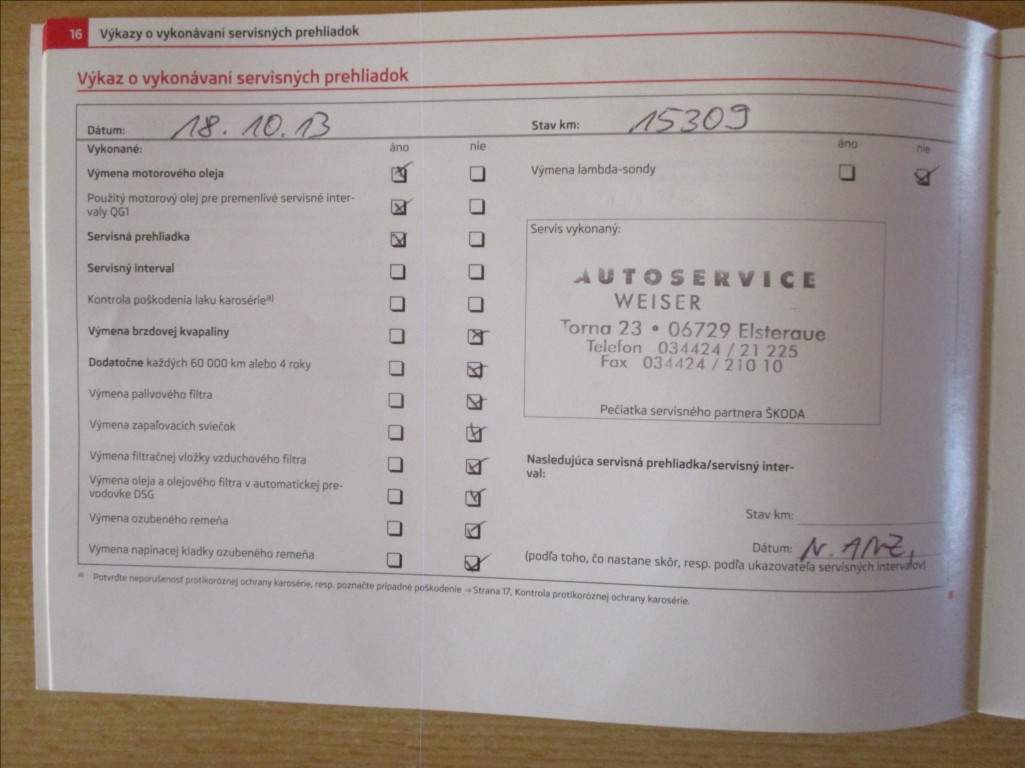 16 Výkazy o vykonávaní servisných prehliadok
Výkaz o vykonávaní servisných prehliadok
Dátum: 18.10.13
Stav km: 15309
Vykonané: áno nie
áno nie
Výmena motorového oleja
Výmena lambda-sondy
Použitý motorový olej pre premenlivé servisné inter-
valy QG1
Servisná prehliadka
Servisný interval
Kontrola poškodenia laku karosérieᵃ⁾
Výmena brzdovej kvapaliny
Dodatočne každých 60 000 km alebo 4 roky
Výmena palivového filtra
Výmena zapaľovacích sviečok
Výmena filtračnej vložky vzduchového filtra
Výmena oleja a olejového filtra v automatickej pre-
vodovke DSG
Výmena ozubeného remeňa
Výmena napínacej kladky ozubeného remeňa
Servis vykonaný:
AUTOSERVICE
WEISER
Torna 23 • 06729 Elsteraue
Telefon 034424 / 21 225
Fax 034424 / 210 10
Pečiatka servisného partnera ŠKODA
Nasledujúca servisná prehliadka/servisný inter-
val:
Stav km:
Dátum: N. ANZ.
(podľa toho, čo nastane skôr, resp. podľa ukazovateľa servisných intervalov)
ᵃ⁾ Potvrďte neporušenosť protikoróznej ochrany karosérie, resp. poznačte prípadné poškodenie ⇒ Strana 17, Kontrola protikoróznej ochrany karosérie.